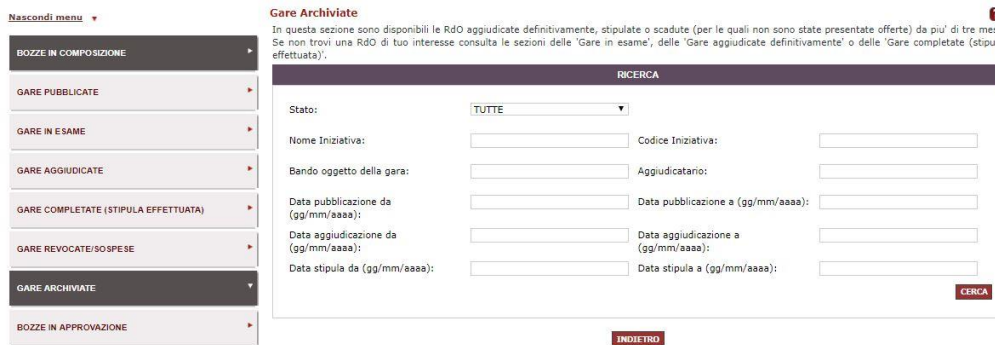 Nascondi menu
BOZZE IN COMPOSIZIONE
GARE PUBBLICATE
GARE IN ESAME
GARE AGGIUDICATE
GARE COMPLETATE (STIPULA EFFETTUATA)
GARE REVOCATE/SOSPESE
GARE ARCHIVIATE
BOZZE IN APPROVAZIONE
Gare Archiviate
In questa sezione sono disponibili le RdO aggiudicate definitivamente, stipulate o scadute (per le quali non sono state presentate offerte) da piu' di tre
Se non trovi una RdO di tuo interesse consulta le sezioni delle 'Gare in esame', delle 'Gare aggiudicate definitivamente' o delle 'Gare completate
effettuata)'.
RICERCA
Stato: TUTTE
Nome Iniziativa: Codice Iniziativa:
Bando oggetto della gara: Aggiudicatario:
Data pubblicazione da Data pubblicazione a (gg/mm/aaaa):
(gg/mm/aaaa):
Data aggiudicazione da Data aggiudicazione a
(gg/mm/aaaa): (gg/mm/aaaa):
Data stipula da (gg/mm/aaaa): Data stipula a (gg/mm/aaaa):
CERCA
INDIETRO